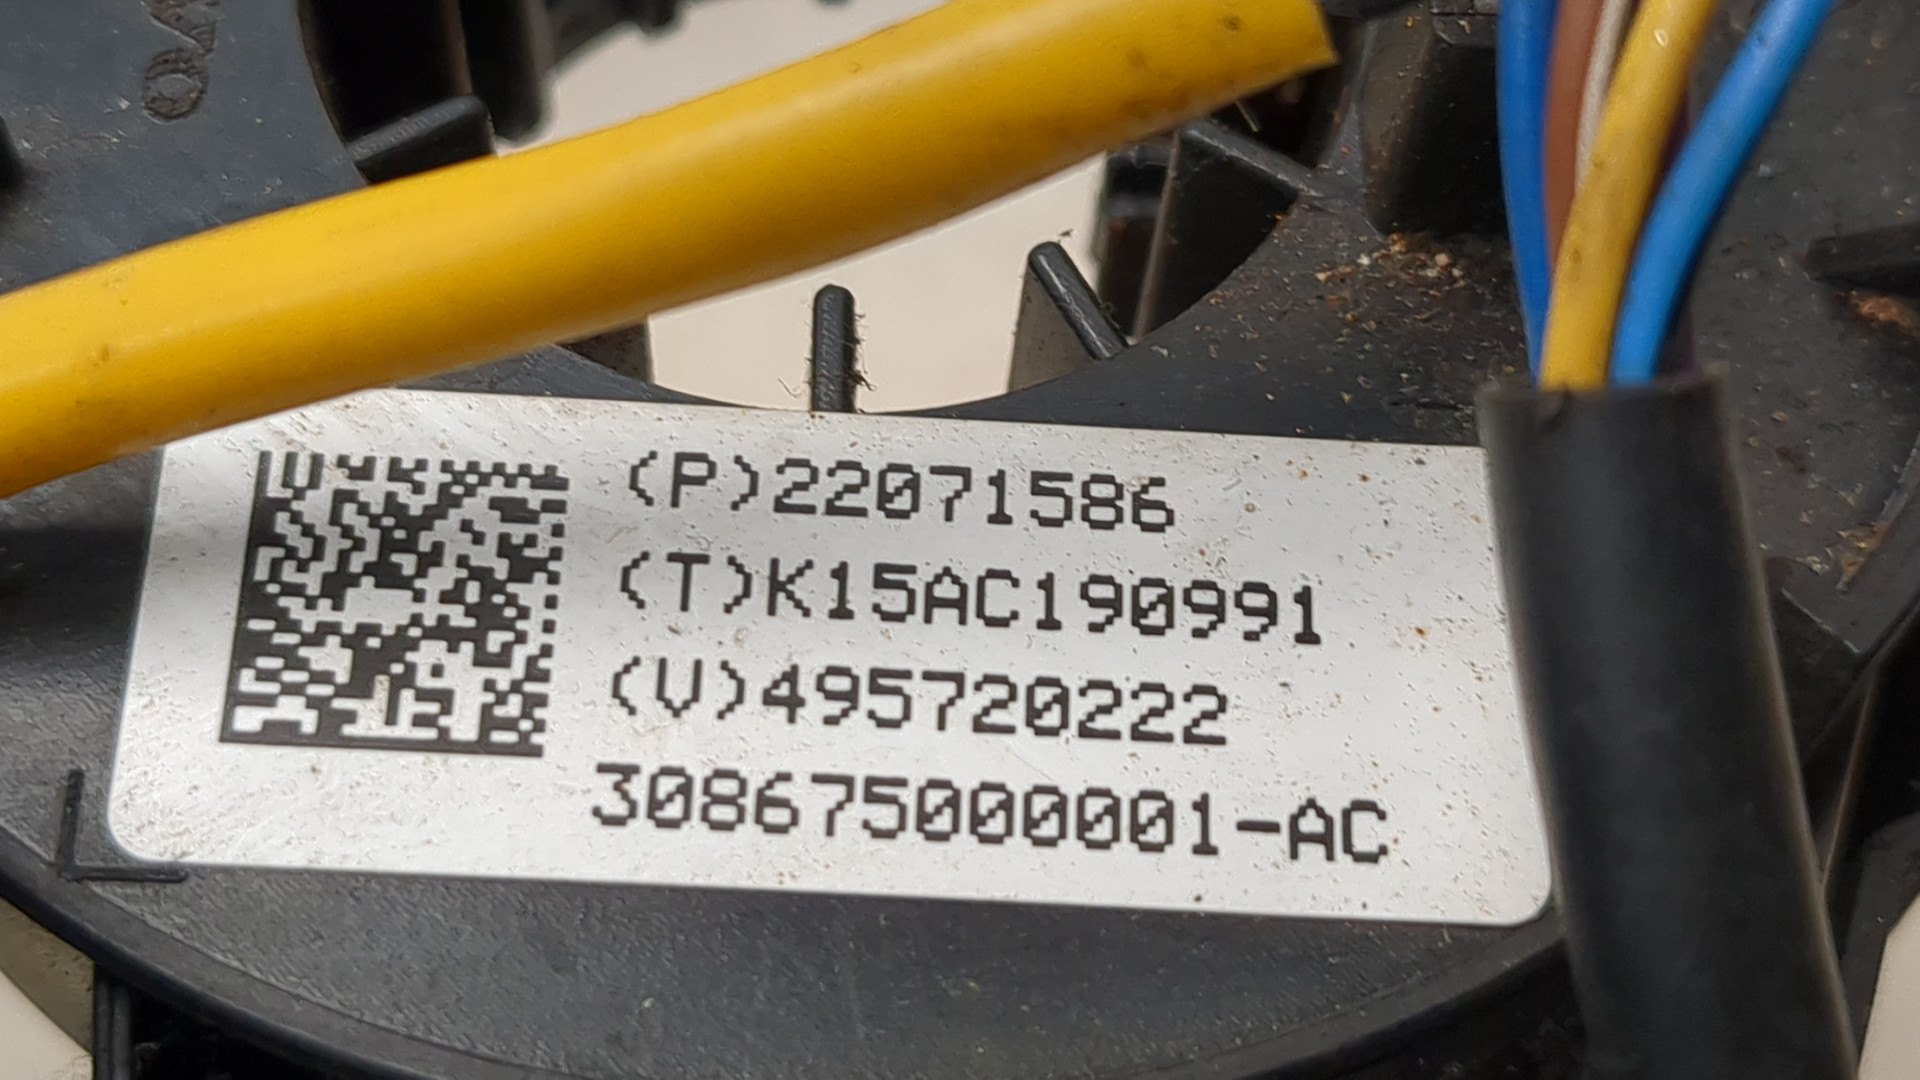 (P)22071586
(T)K15AC190991
(V)495720222
308675000001-AC